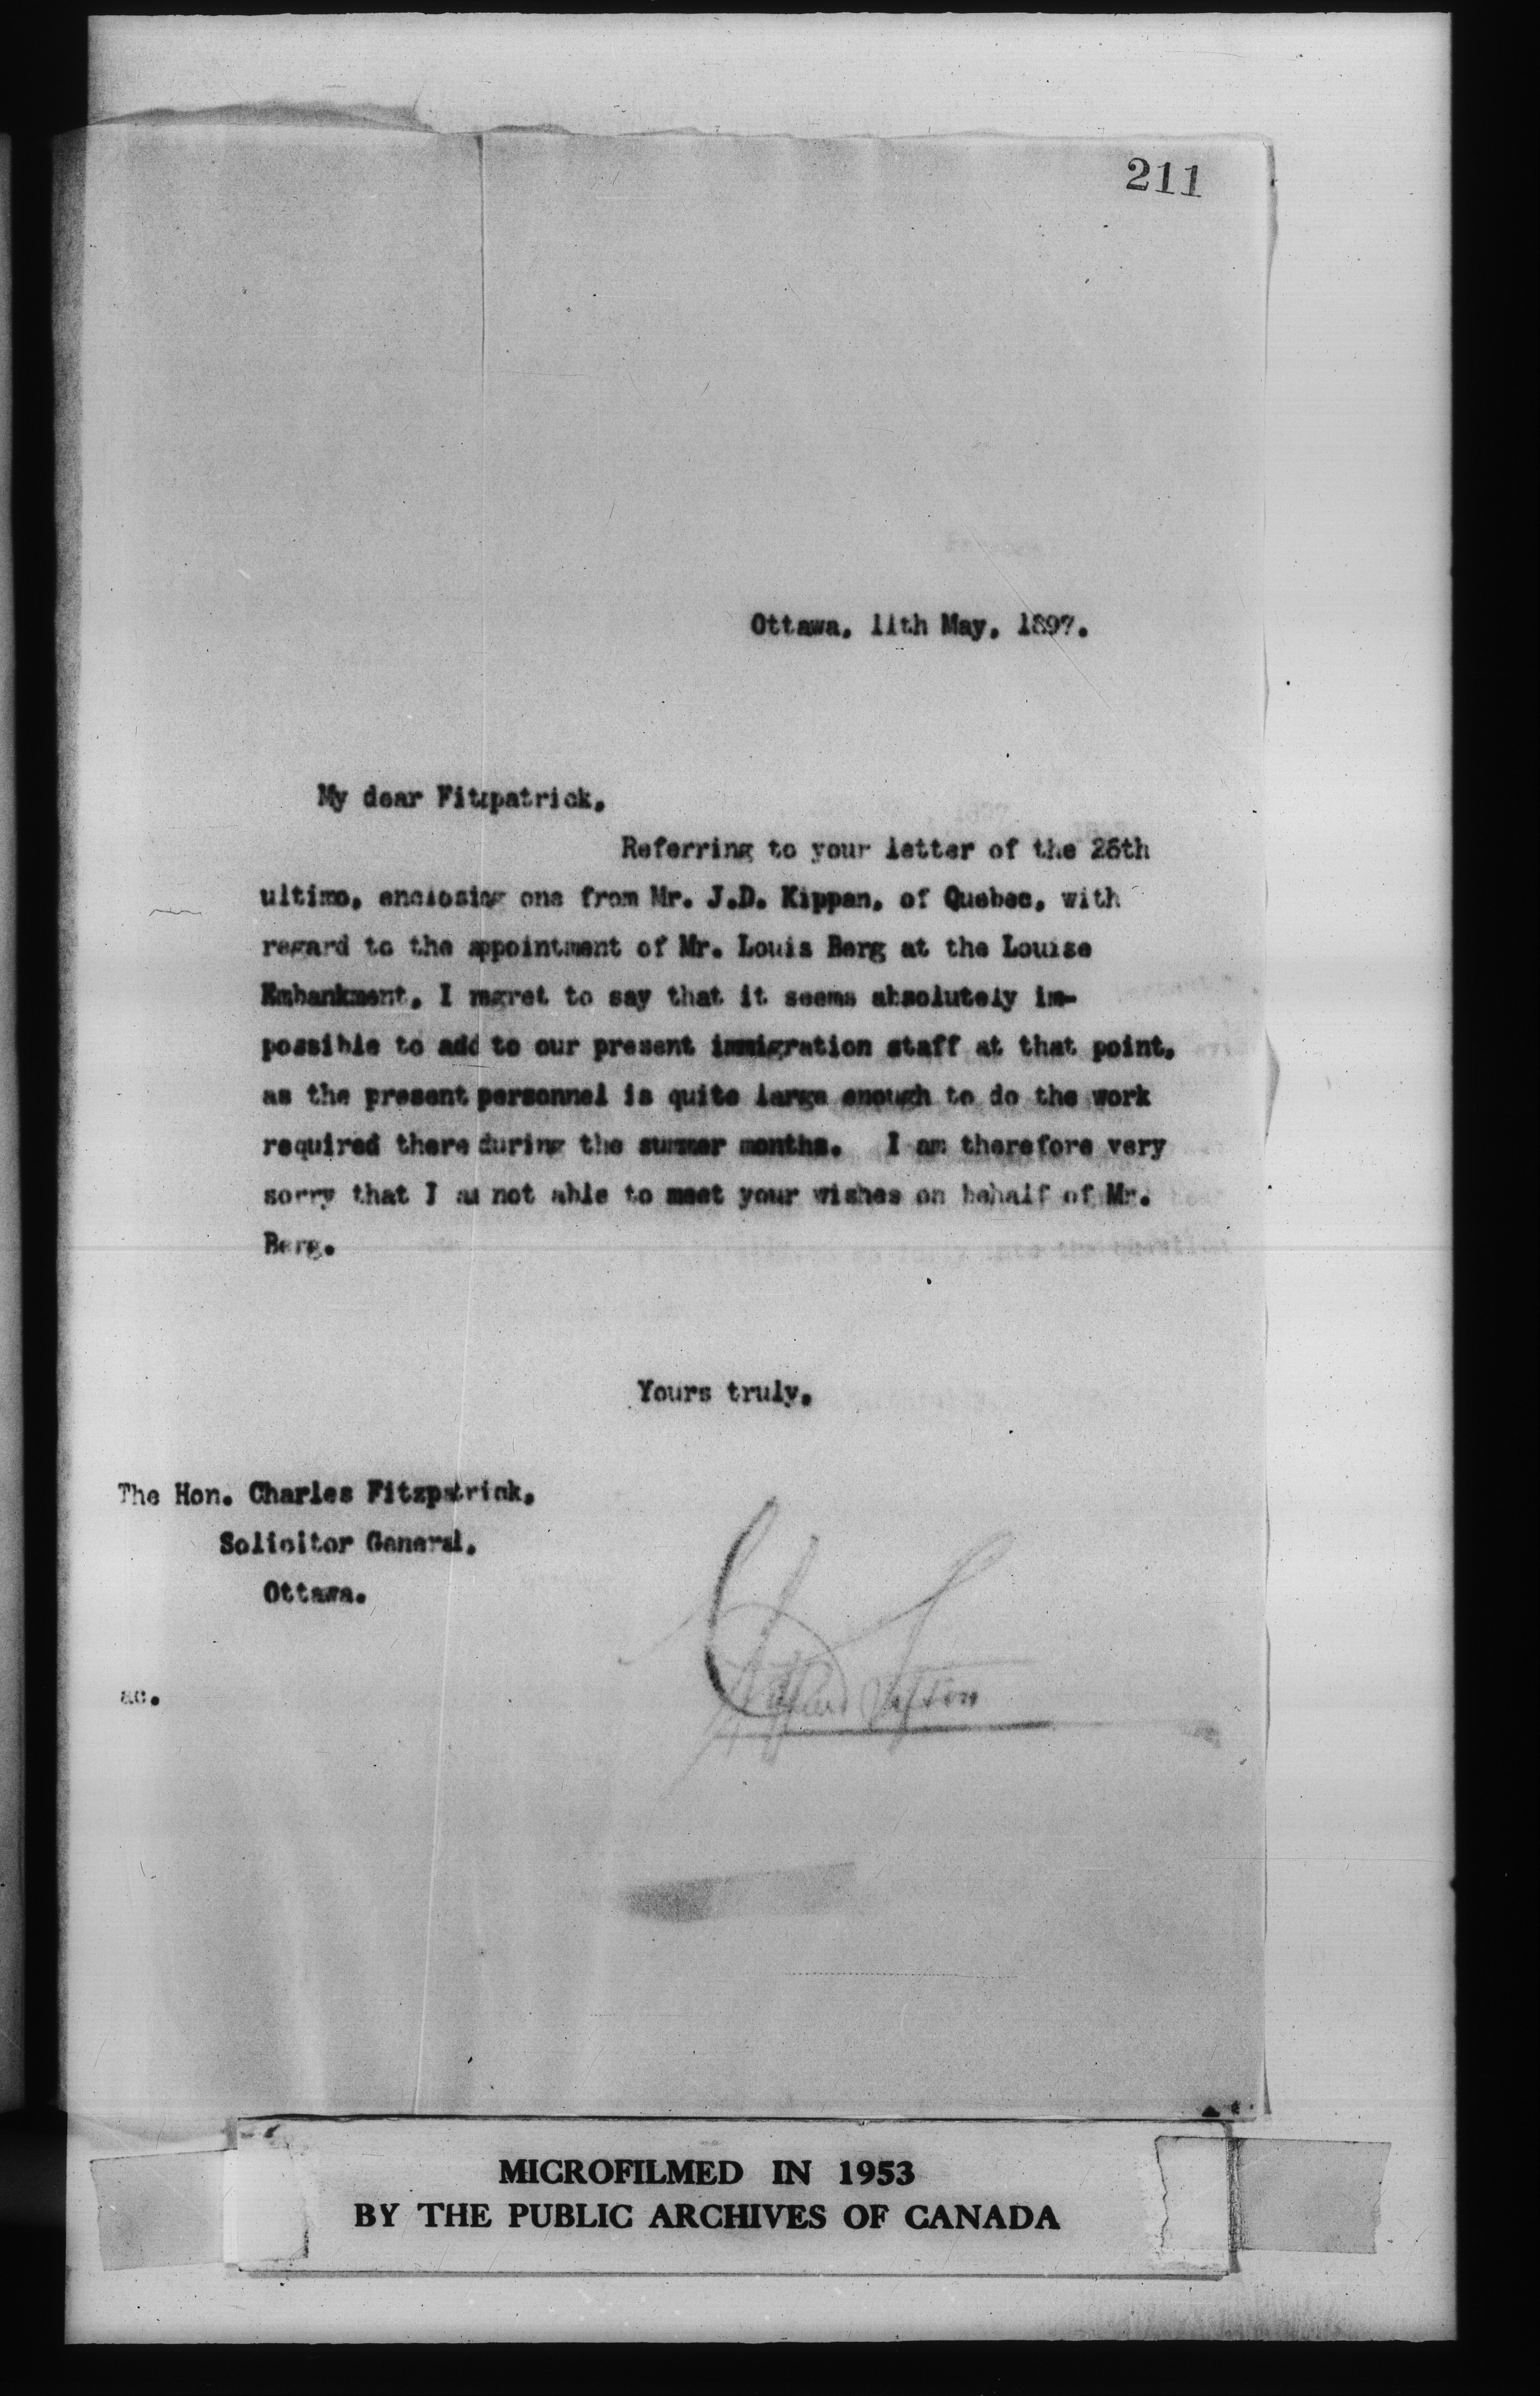 211
Ottawa, 11th May, 1897.
My dear Fitzpatrick,
Referring to your letter of the 26th
ultimo, enclosing one from Mr. J.D. Kippan, of Quebec, with
regard to the appointment of Mr. Louis Berg at the Louise
Embankment, I regret to say that it seems absolutely im-
possible to add to our present immigration staff at that point,
as the present personnel is quite large enough to do the work
required there during the summer months. I am therefore very
sorry that I am not able to meet your wishes on behalf of Mr.
Berg.
Yours truly,
The Hon. Charles Fitzpatrick,
Solicitor General,
Ottawa.
Clifford Sifton
ac.
MICROFILMED IN 1953
BY THE PUBLIC ARCHIVES OF CANADA